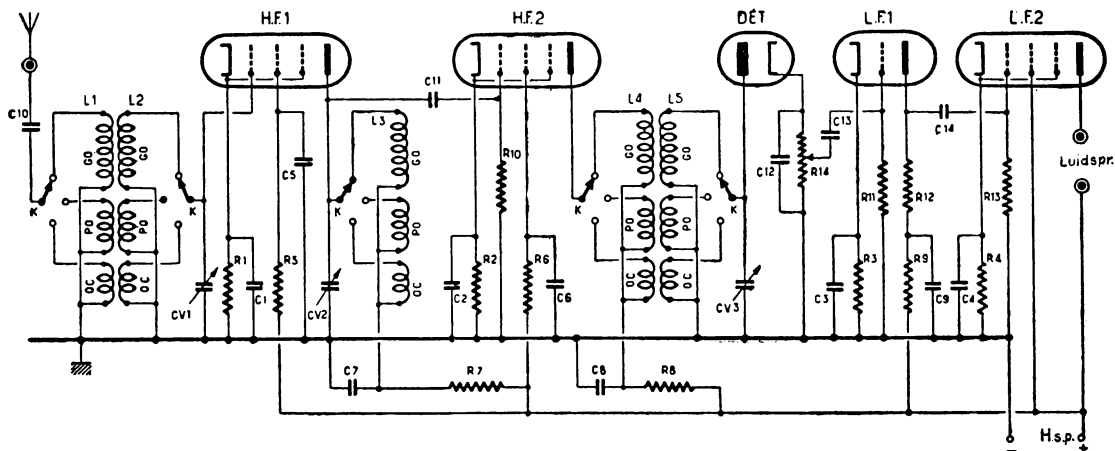 H.F.1
H.F.2
DÉT
L.F.1
L.F.2
C10
L1
L2
GO
GO
PO
PO
OC
OC
K
K
CV1
R1
C1
C5
R5
CV2
K
L3
GO
PO
OC
C11
R10
C2
R2
R6
C6
K
L4
L5
GO
GO
PO
PO
OC
OC
K
CV3
C12
R14
C13
R11
R12
C14
R13
Luidspr.
C3
R3
R9
C9
C4
R4
C7
R7
C8
R8
H.s.p.
-
+